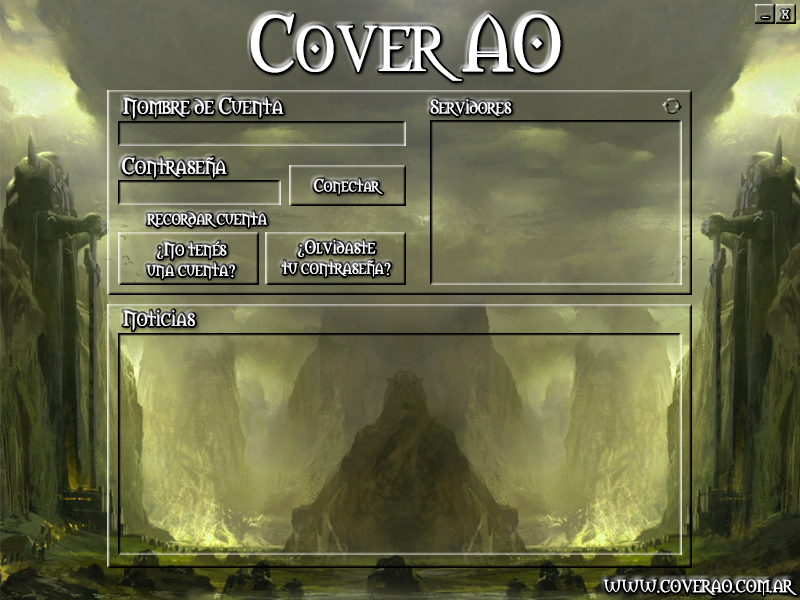 Cover AO
- X
Nombre de Cuenta
Servidores
Contraseña
Conectar
recordar cuenta
¿No tenés
una cuenta?
¿Olvidaste
tu contraseña?
Noticias
www.coverao.com.ar